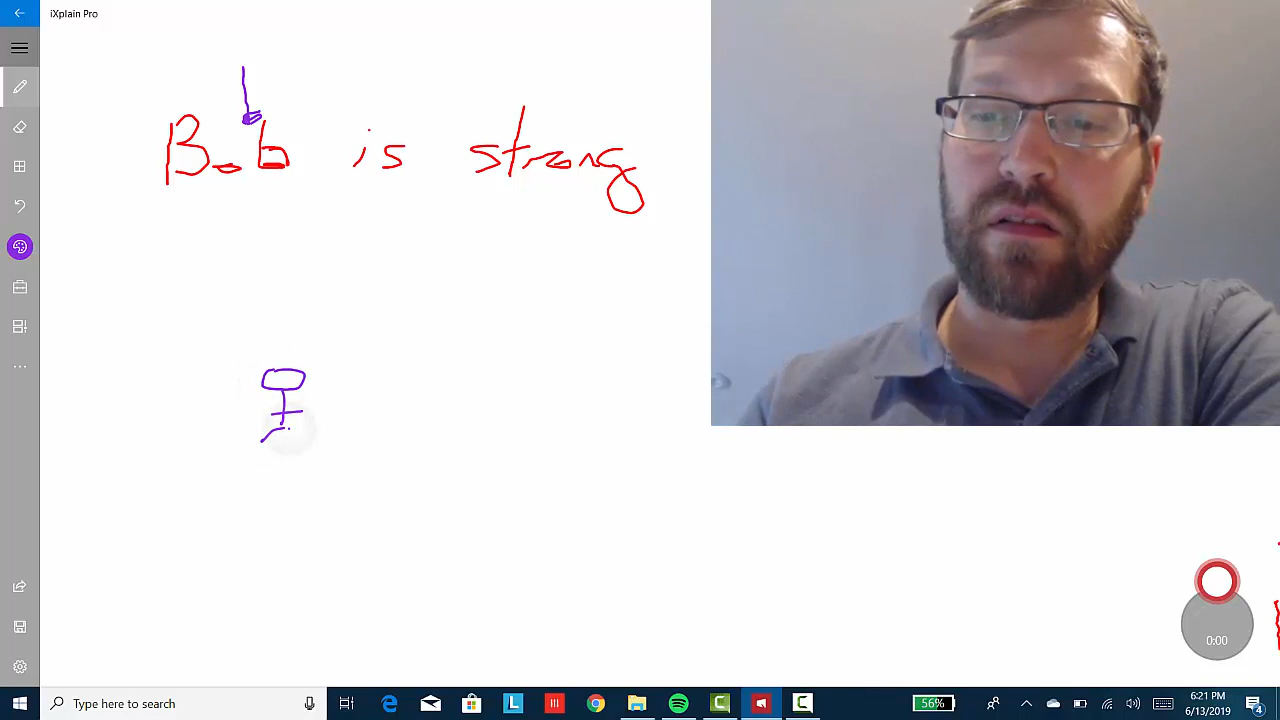 iXplain Pro
Bob is strong
0:00
Type here to search
56%
6:21 PM
6/13/2019